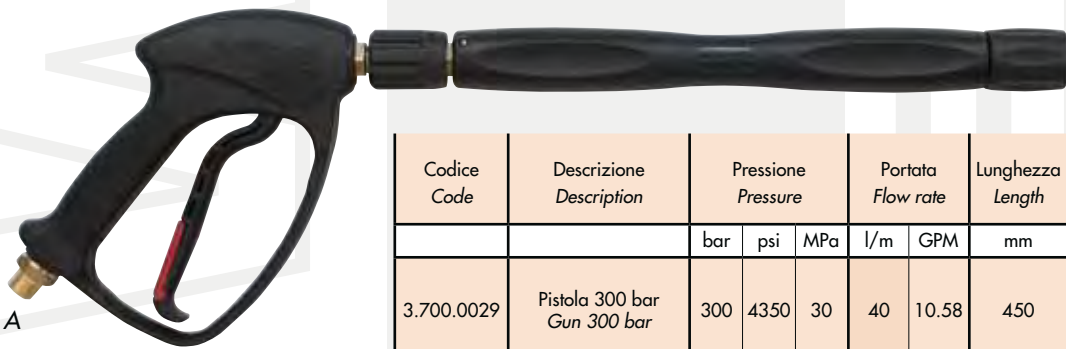 A
Codice Descrizione Pressione Portata Lunghezza
Code Description Pressure Flow rate Length
bar psi MPa l/m GPM mm
3.700.0029 Pistola 300 bar 300 4350 30 40 10.58 450
Gun 300 bar